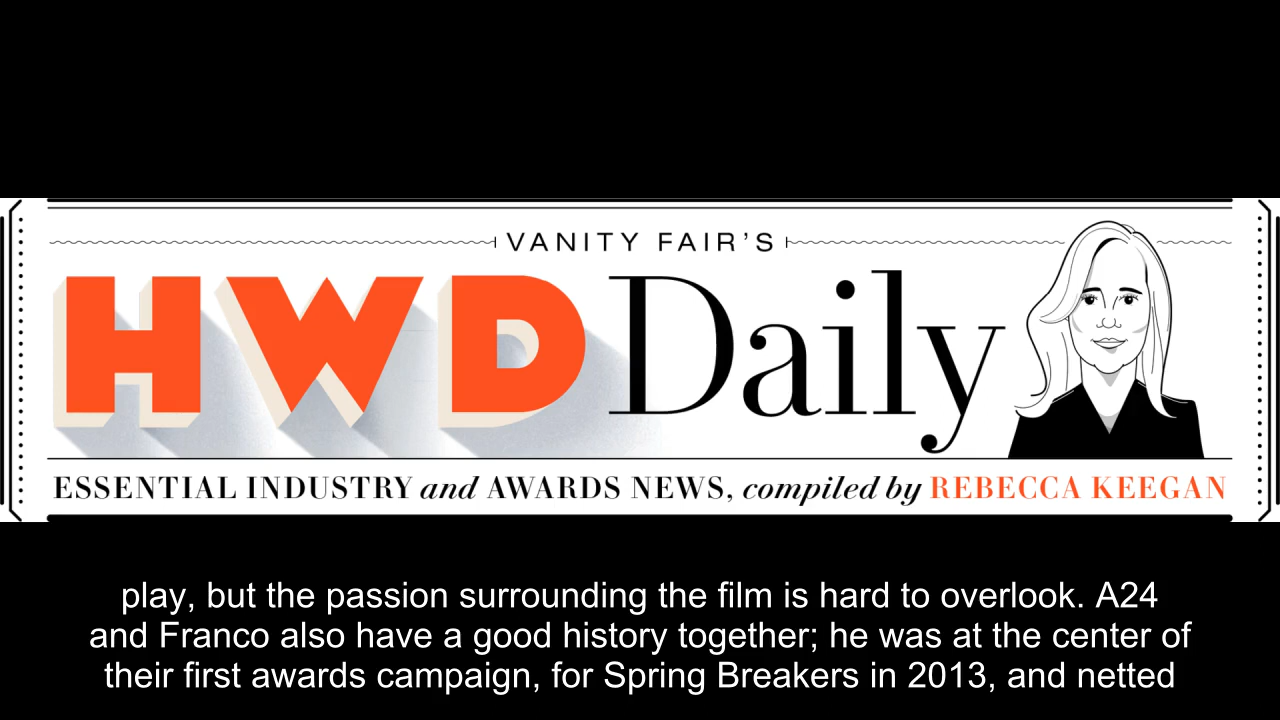 VANITY FAIR'S
HWD Daily
ESSENTIAL INDUSTRY and AWARDS NEWS, compiled by REBECCA KEEGAN
play, but the passion surrounding the film is hard to overlook. A24
and Franco also have a good history together; he was at the center of
their first awards campaign, for Spring Breakers in 2013, and netted